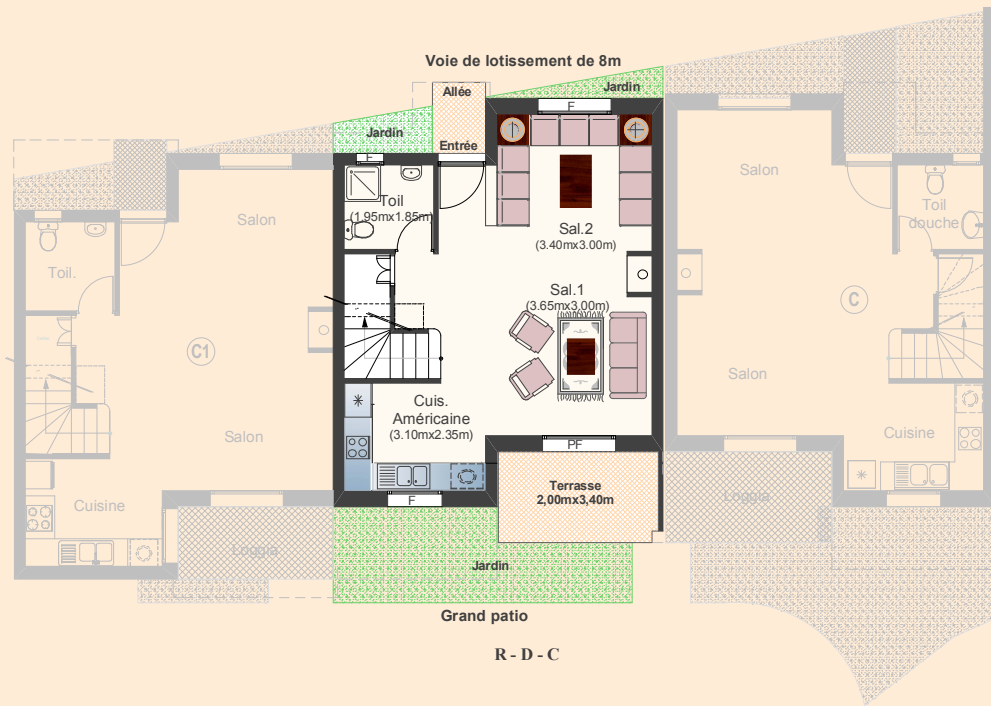 Voie de lotissement de 8m
Allée
Jardin
Jardin
Entrée
F
F
Toil
(1.95mx1.85m)
Sal.2
(3.40mx3.00m)
Sal.1
(3.65mx3.00m)
Cuis.
Américaine
(3.10mx2.35m)
PF
F
Terrasse
2,00mx3,40m
Jardin
Grand patio
R - D - C
Salon
Toil.
C1
Salon
Cuisine
Loggia
Salon
Toil
douche
C
Salon
Cuisine
Loggia